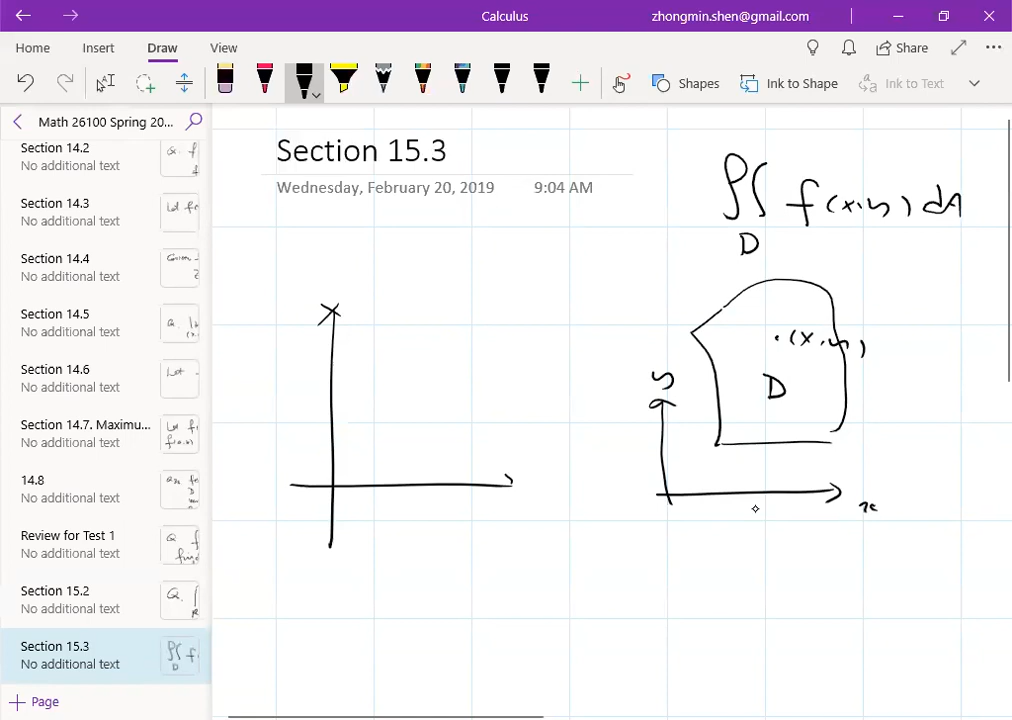 Calculus
zhongmin.shen@gmail.com
Home Insert Draw View
Share
Shapes
Ink to Shape
Ink to Text
Math 26100 Spring 20...
Section 14.2
No additional text
Section 14.3
No additional text
Section 14.4
No additional text
Section 14.5
No additional text
Section 14.6
No additional text
Section 14.7. Maximu...
No additional text
14.8
No additional text
Review for Test 1
No additional text
Section 15.2
No additional text
Section 15.3
No additional text
Page
Section 15.3
Wednesday, February 20, 2019 9:04 AM
∬ f(x,y) dA
D
(x,y)
D
y
x